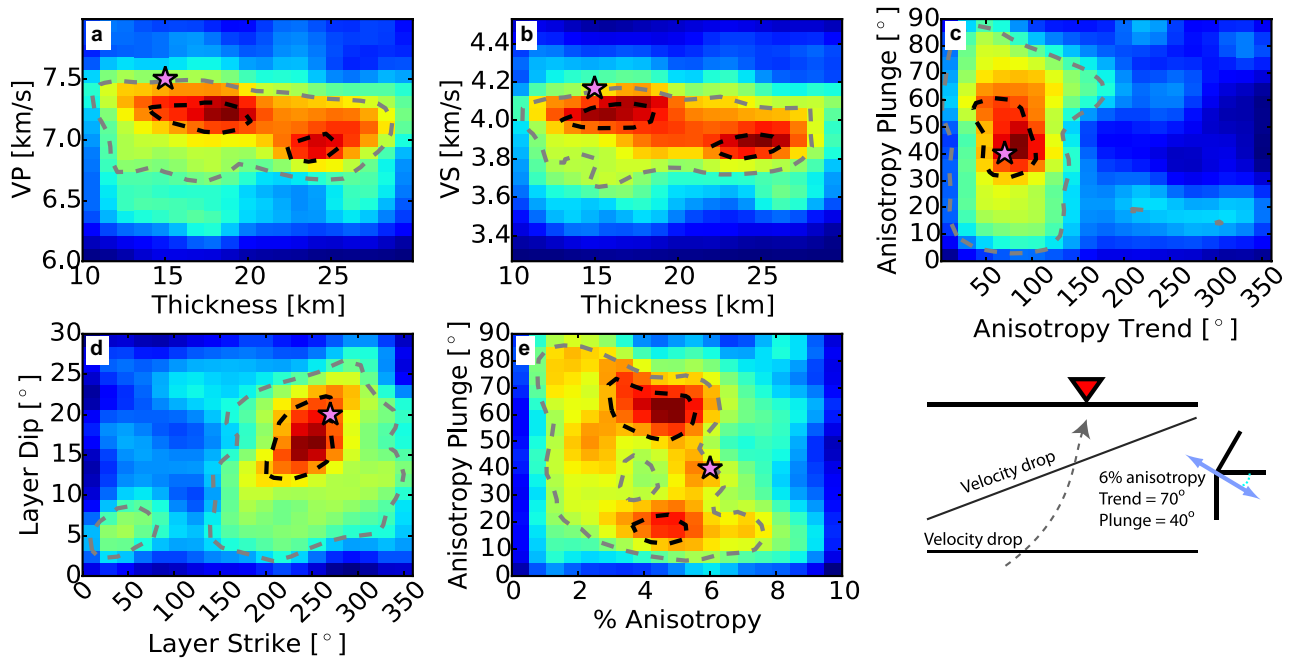 a
VP [km/s]
7.5
7.0
6.5
6.0
10 15 20 25
Thickness [km]
b
VS [km/s]
4.4
4.2
4.0
3.8
3.6
3.4
10 15 20 25
Thickness [km]
c
Anisotropy Plunge [°]
90
80
70
60
50
40
30
20
10
0
50 100 150 200 250 300 350
Anisotropy Trend [°]
d
Layer Dip [°]
30
25
20
15
10
5
0
0 50 100 150 200 250 300 350
Layer Strike [°]
e
Anisotropy Plunge [°]
90
80
70
60
50
40
30
20
10
0
0 2 4 6 8 10
% Anisotropy
Velocity drop
6% anisotropy
Trend = 70°
Plunge = 40°
Velocity drop